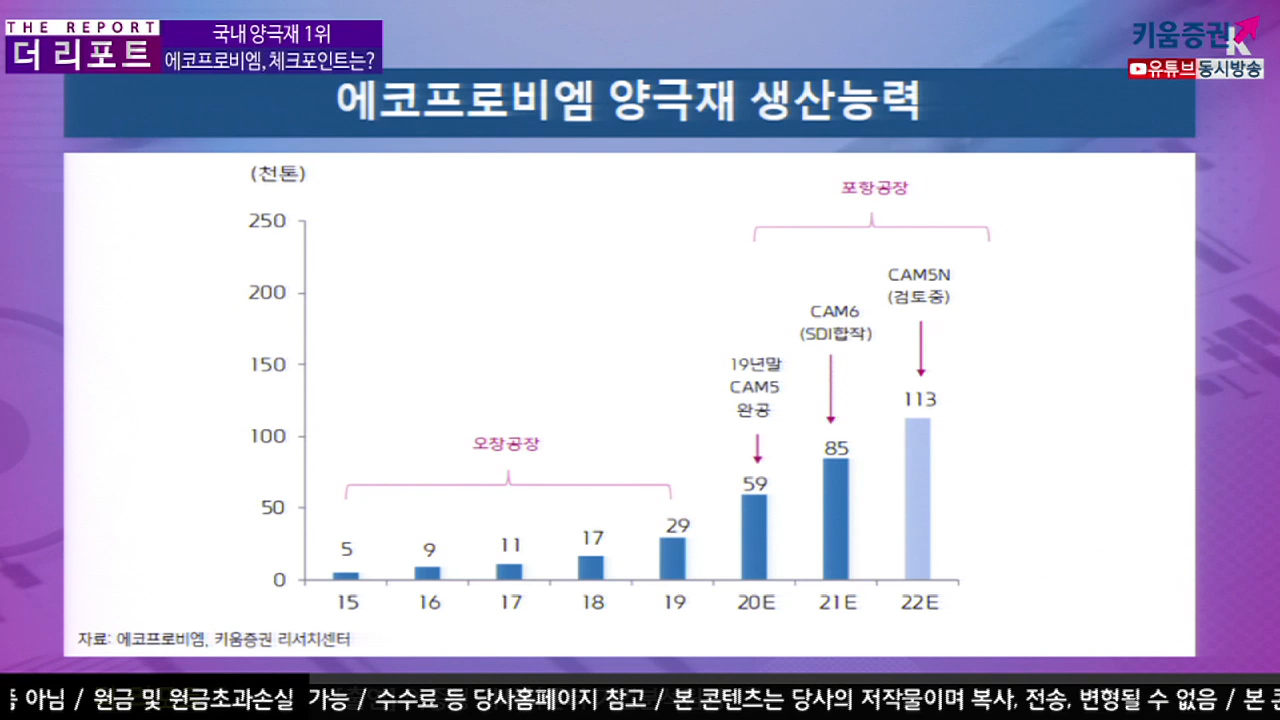 THE REPORT
더 리포트
국내 양극재 1위
에코프로비엠, 체크포인트는?
키움증권
유튜브 동시방송
에코프로비엠 양극재 생산능력
(천톤)
포항공장
250
200
150
100
50
0
CAM5N
(검토중)
CAM6
(SDI합작)
19년말
CAM5
완공
오창공장
5
9
11
17
29
59
85
113
15
16
17
18
19
20E
21E
22E
자료: 에코프로비엠, 키움증권 리서치센터
아님 / 원금 및 원금초과손실 가능 / 수수료 등 당사홈페이지 참고 / 본 콘텐츠는 당사의 저작물이며 복사, 전송, 변형될 수 없음 / 본